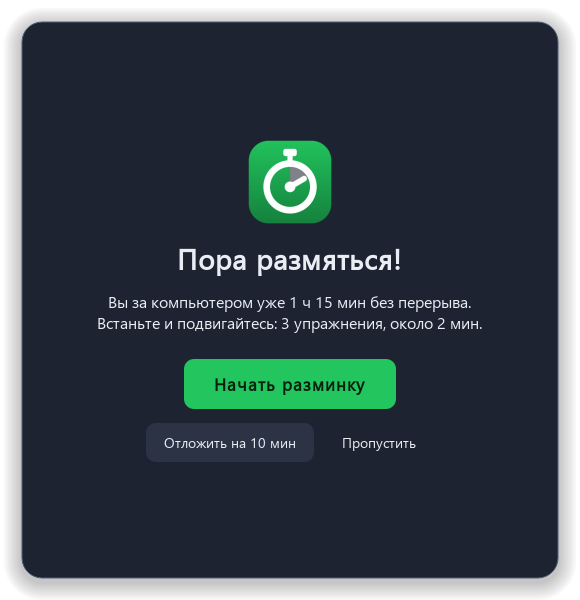 Пора размяться!
Вы за компьютером уже 1 ч 15 мин без перерыва.
Встаньте и подвигайтесь: 3 упражнения, около 2 мин.
Начать разминку
Отложить на 10 мин
Пропустить